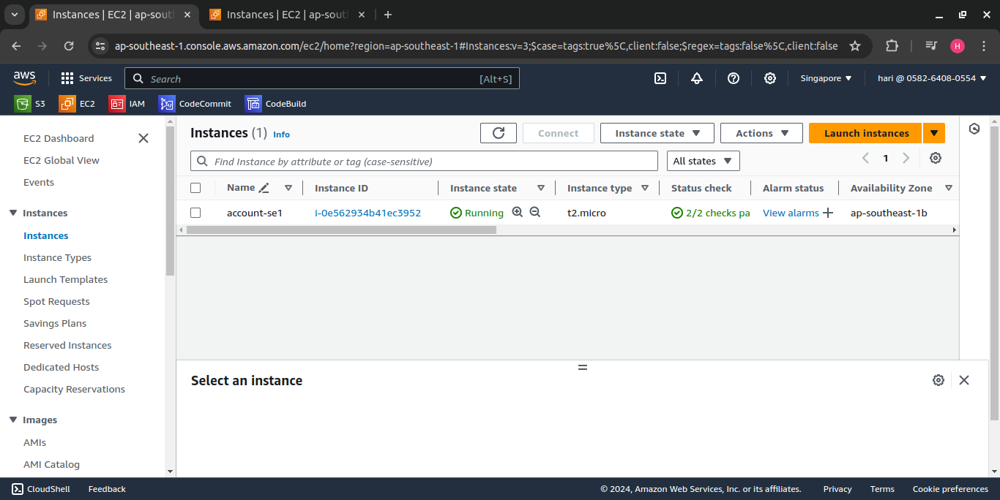 Instances | EC2 | ap-sout
Instances | EC2 | ap-sout
ap-southeast-1.console.aws.amazon.com/ec2/home?region=ap-southeast-1#Instances:v=3;$case=tags:true%5C,client:false;$regex=tags:false%5C,client:false
H
aws
Services
Search
[Alt+S]
Singapore
hari @ 0582-6408-0554
S3
EC2
IAM
CodeCommit
CodeBuild
EC2 Dashboard
EC2 Global View
Events
Instances
Instances
Instance Types
Launch Templates
Spot Requests
Savings Plans
Reserved Instances
Dedicated Hosts
Capacity Reservations
Images
AMIs
AMI Catalog
Instances (1) Info
Connect
Instance state
Actions
Launch instances
Find Instance by attribute or tag (case-sensitive)
All states
1
Name
Instance ID
Instance state
Instance type
Status check
Alarm status
Availability Zone
account-se1
i-0e562934b41ec3952
Running
t2.micro
2/2 checks pa
View alarms
ap-southeast-1b
Select an instance
CloudShell
Feedback
© 2024, Amazon Web Services, Inc. or its affiliates.
Privacy
Terms
Cookie preferences